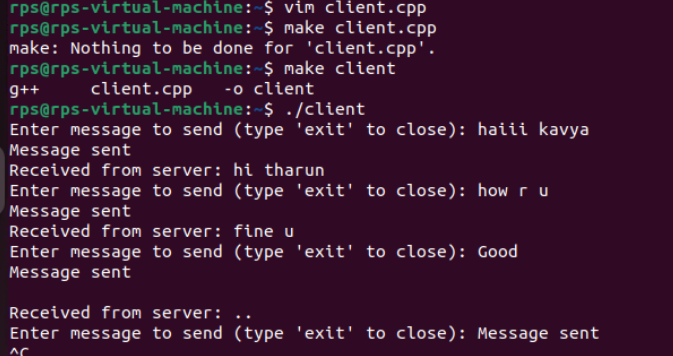 rps@rps-virtual-machine:~$ vim client.cpp
rps@rps-virtual-machine:~$ make client.cpp
make: Nothing to be done for 'client.cpp'.
rps@rps-virtual-machine:~$ make client
g++     client.cpp   -o client
rps@rps-virtual-machine:~$ ./client
Enter message to send (type 'exit' to close): haiii kavya
Message sent
Received from server: hi tharun
Enter message to send (type 'exit' to close): how r u
Message sent
Received from server: fine u
Enter message to send (type 'exit' to close): Good
Message sent
Received from server: ..
Enter message to send (type 'exit' to close): Message sent
^C